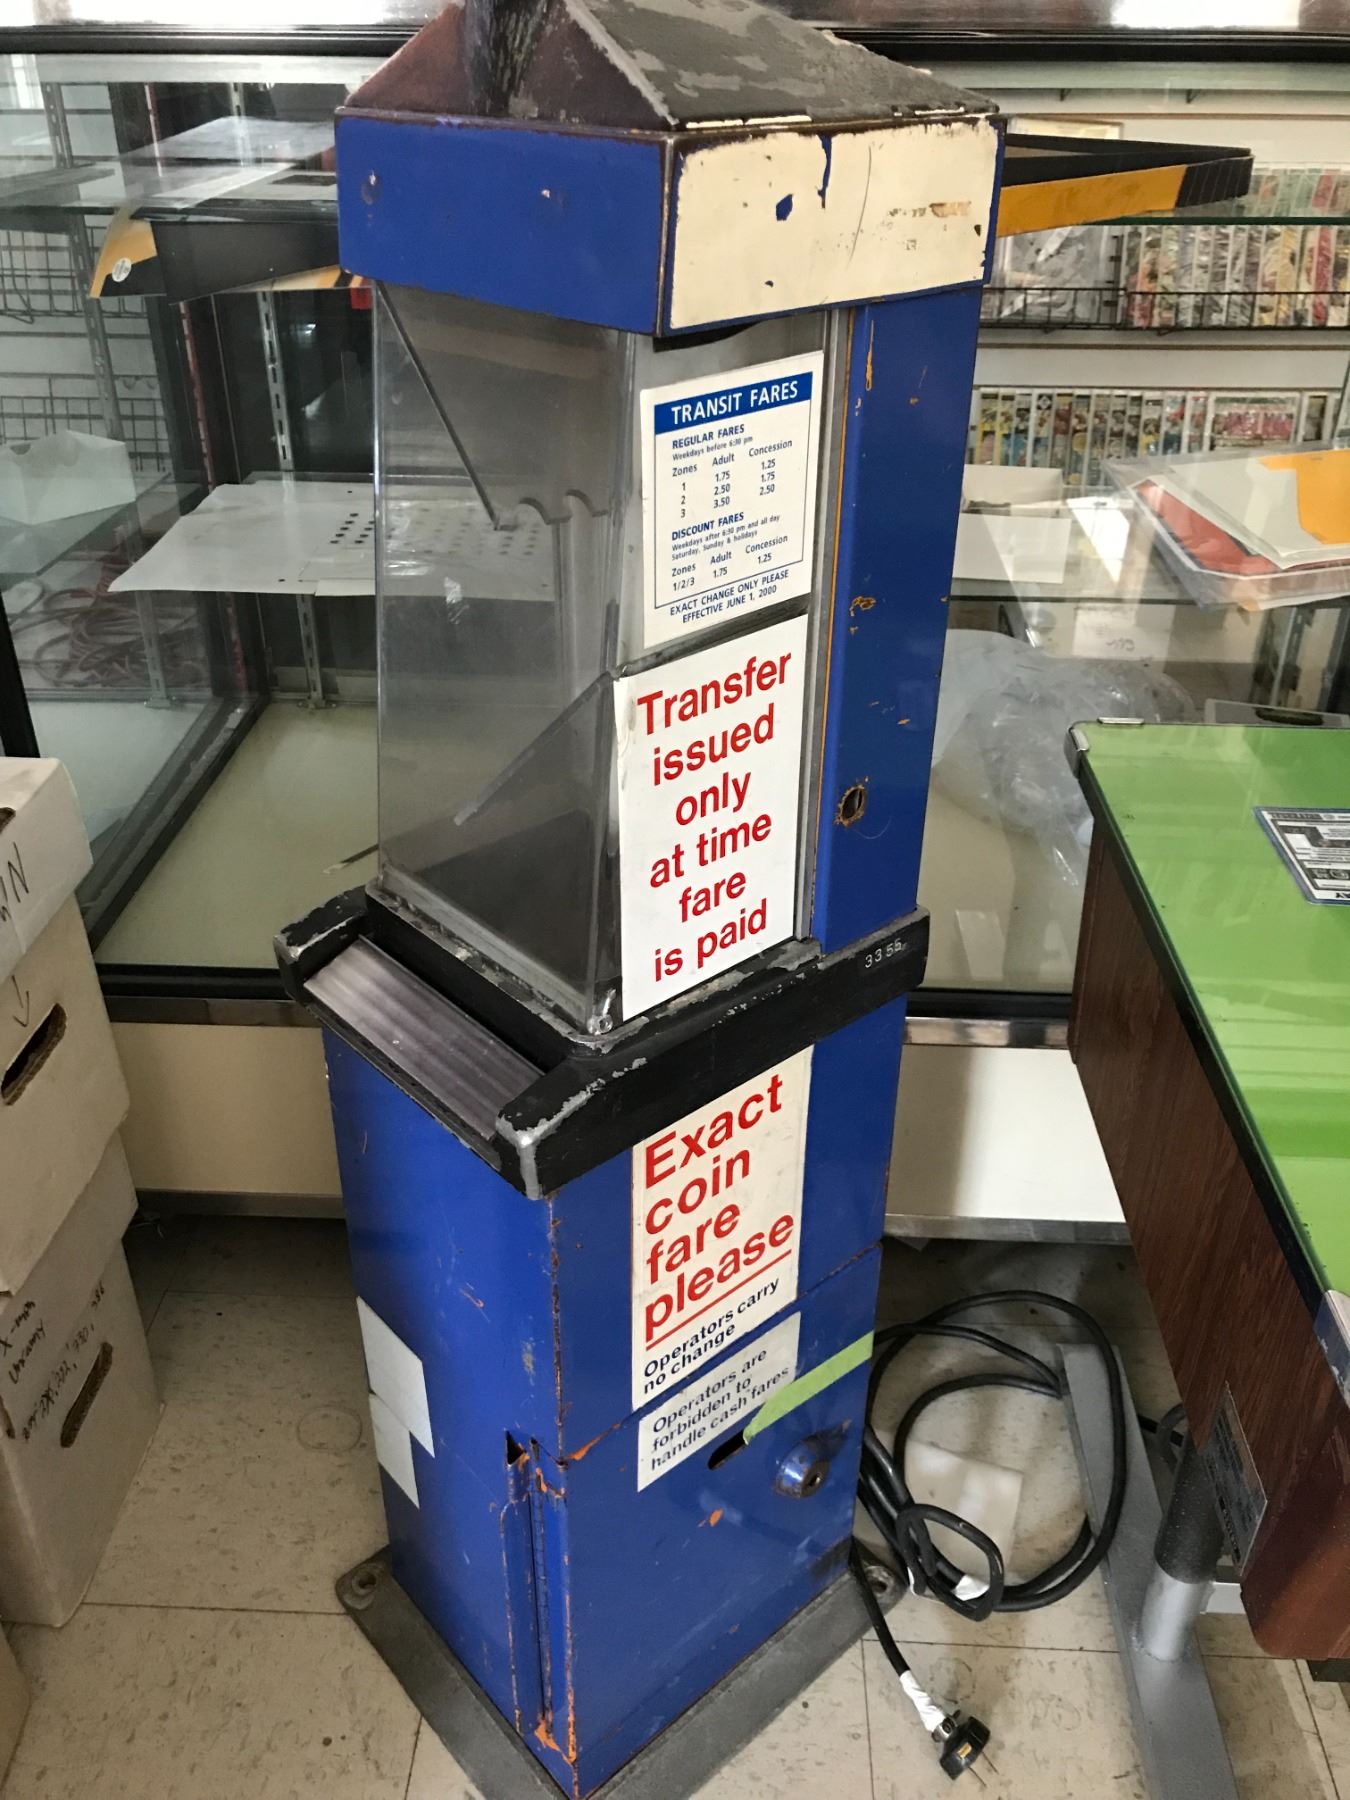 TRANSIT FARES
REGULAR FARES
Weekdays before 6:30 pm
Zones Adult Concession
1 1.75 1.25
2 2.50 1.75
3 3.50 2.50
DISCOUNT FARES
Weekdays after 6:30 pm and all day
Saturday, Sunday & holidays
Zones Adult Concession
1/2/3 1.75 1.25
EXACT CHANGE ONLY PLEASE
EFFECTIVE JUNE 1, 2000
Transfer
issued
only
at time
fare
is paid
3355
Exact
coin
fare
please
Operators carry
no change
Operators are
forbidden to
handle cash fares
X-men
Uncanny